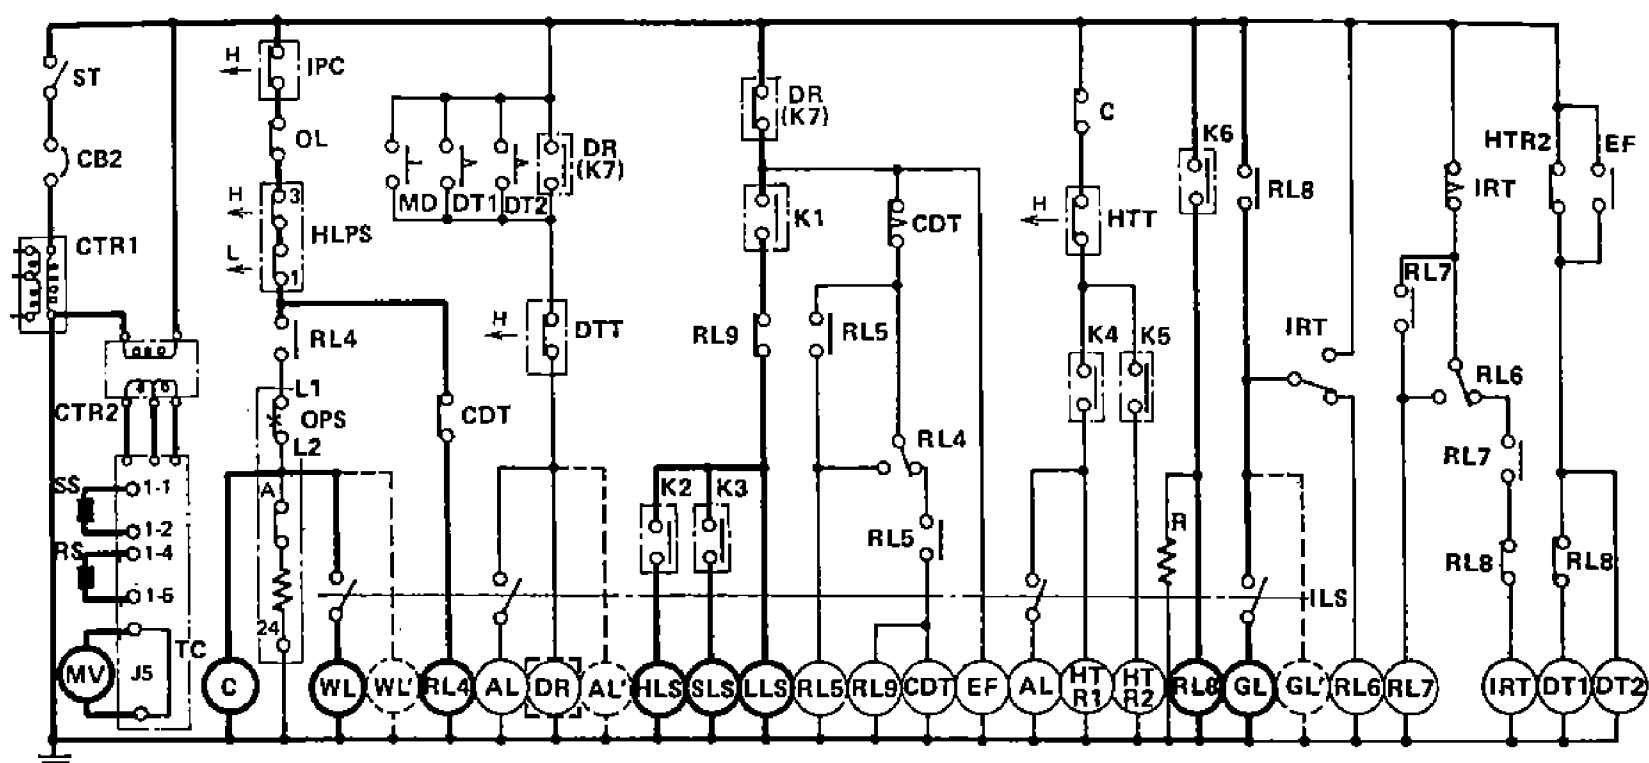 H
IPC
ST
OL
CB2
H
3
HLPS
L
1
CTR1
CTR2
RL4
L1
OPS
L2
CDT
A
24
SS
1-1
1-2
RS
1-4
1-6
TC
J5
MV
MD
DT1
DT2
DR
(K7)
H
DTT
DR
(K7)
K1
CDT
RL9
RL5
RL4
RL5
K2
K3
C
H
HTT
K4
K5
K6
RL8
R
ILS
IRT
IRT
RL7
RL6
RL7
RL8
HTR2
EF
RL8
C
WL
WL'
RL4
AL
DR
AL'
HLS
SLS
LLS
RL5
RL9
CDT
EF
AL
HT
R1
HT
R2
RL8
GL
GL'
RL6
RL7
IRT
DT1
DT2